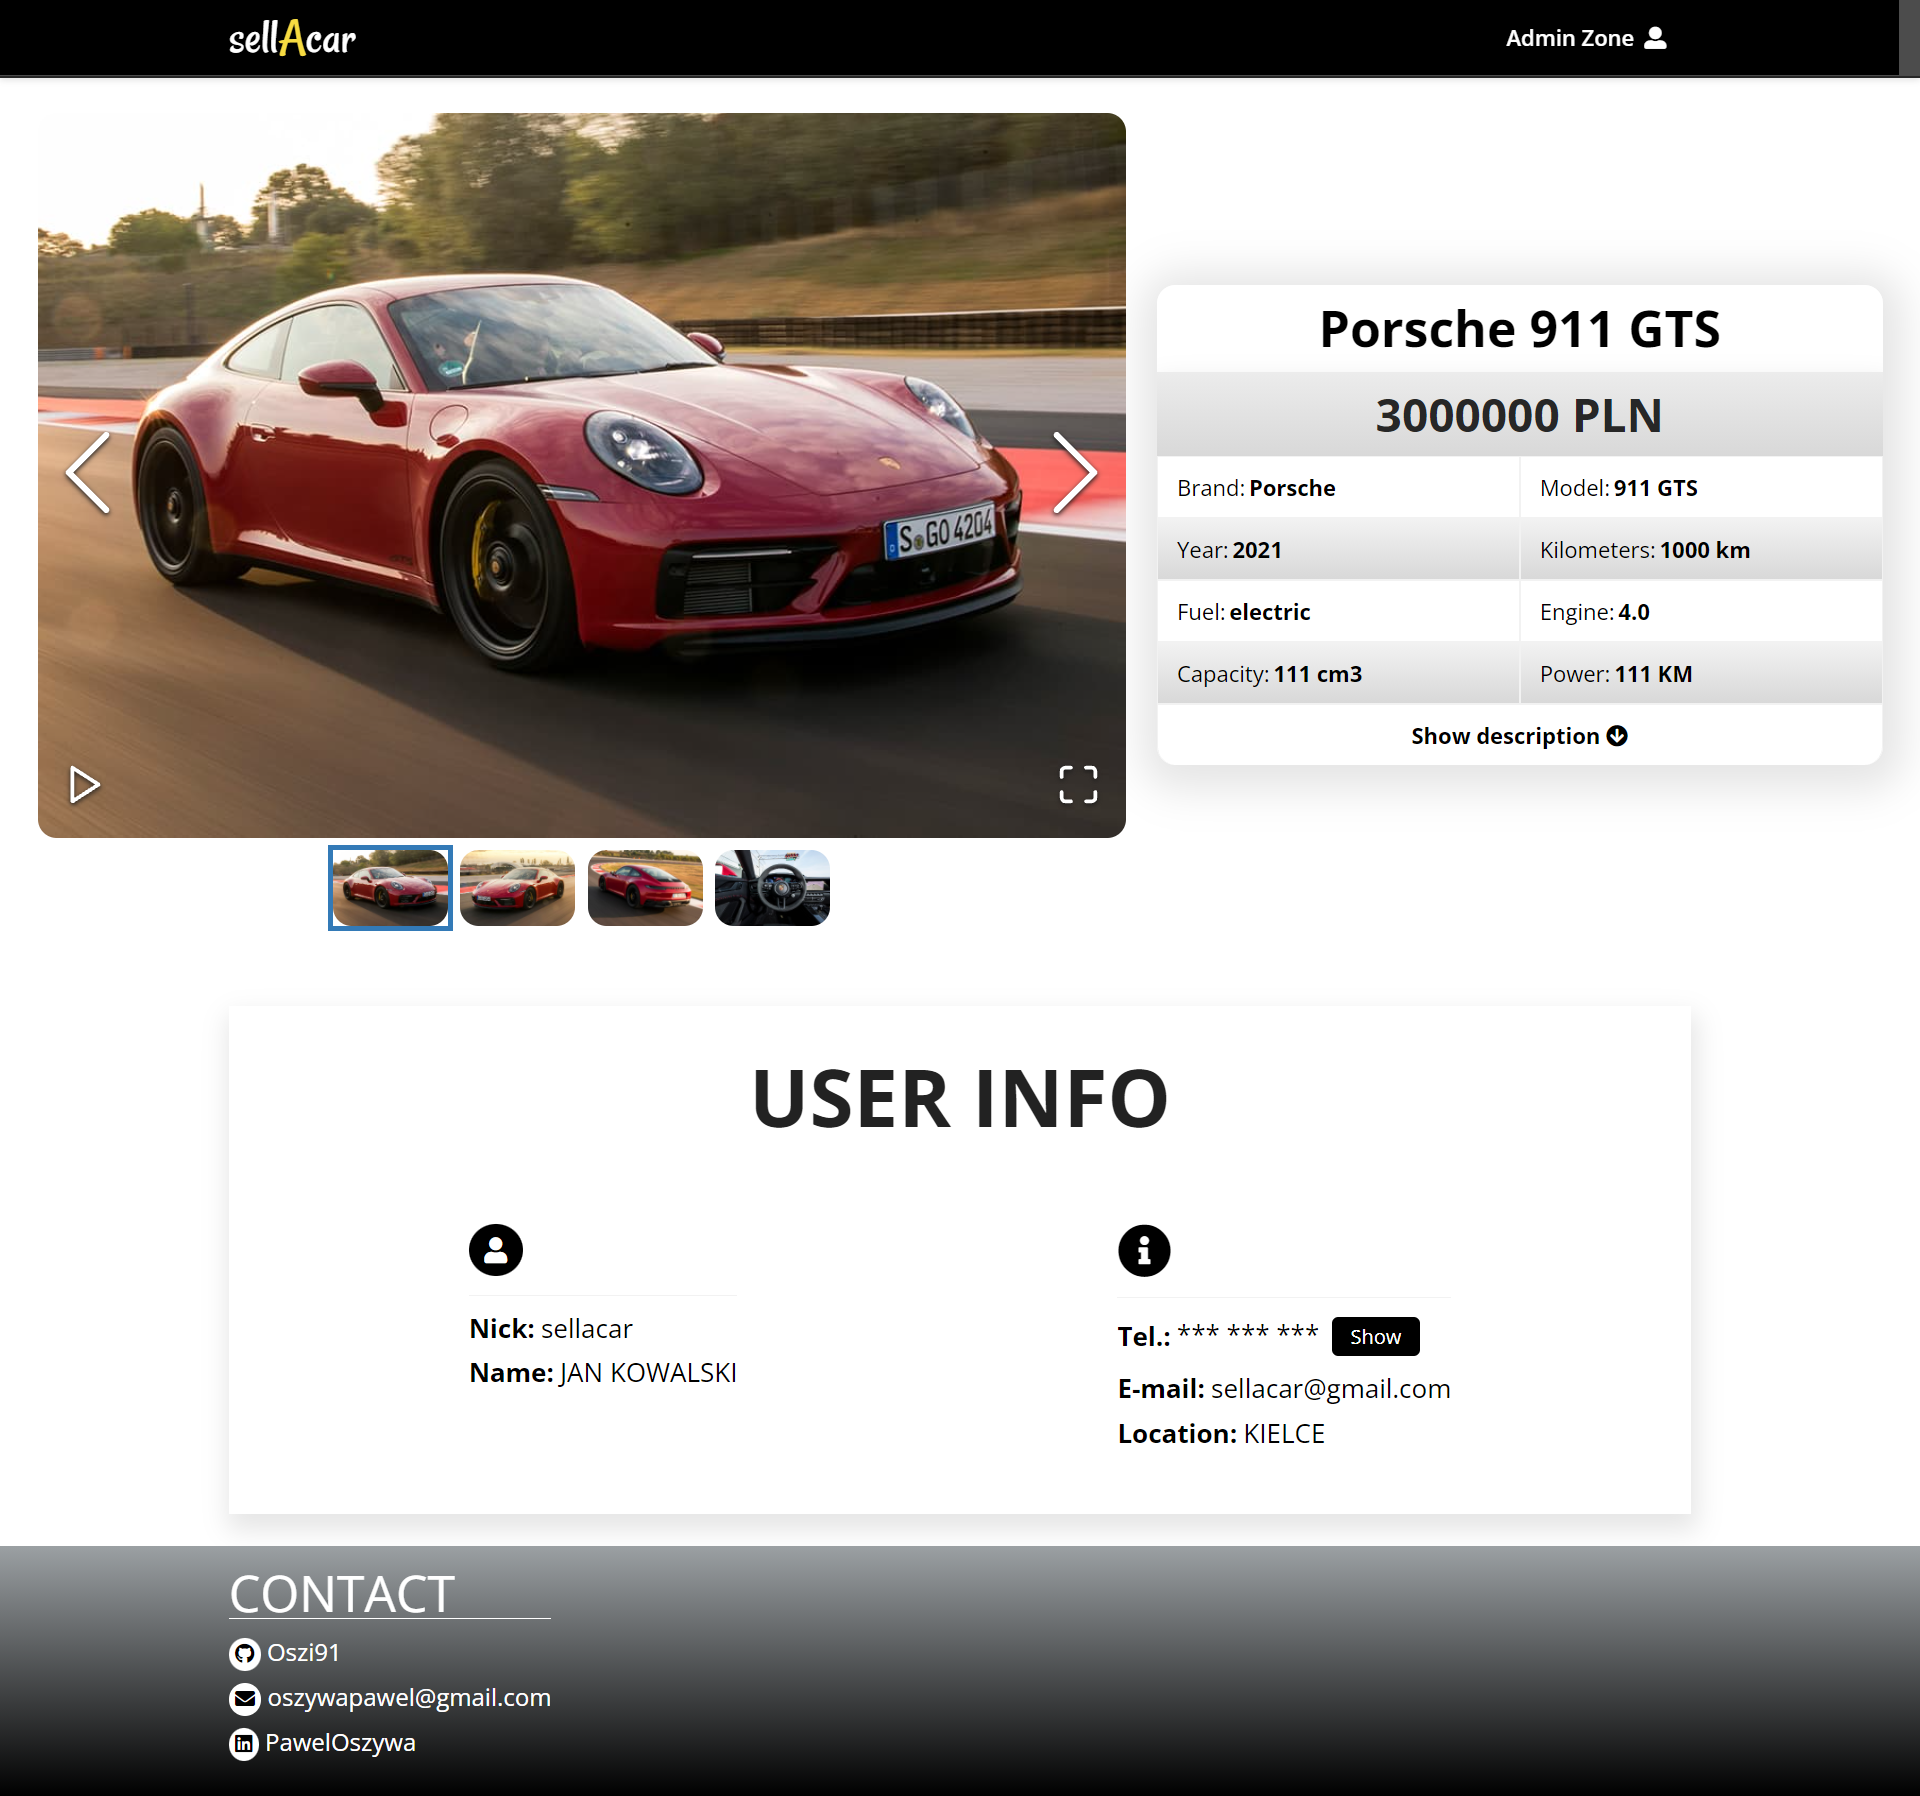 sellAcar
Admin Zone
S GO 4204
Porsche 911 GTS
3000000 PLN
Brand: Porsche
Model: 911 GTS
Year: 2021
Kilometers: 1000 km
Fuel: electric
Engine: 4.0
Capacity: 111 cm3
Power: 111 KM
Show description
USER INFO
Nick: sellacar
Name: JAN KOWALSKI
Tel.: *** *** *** Show
E-mail: sellacar@gmail.com
Location: KIELCE
CONTACT
Oszi91
oszywapawel@gmail.com
in PawelOszywa